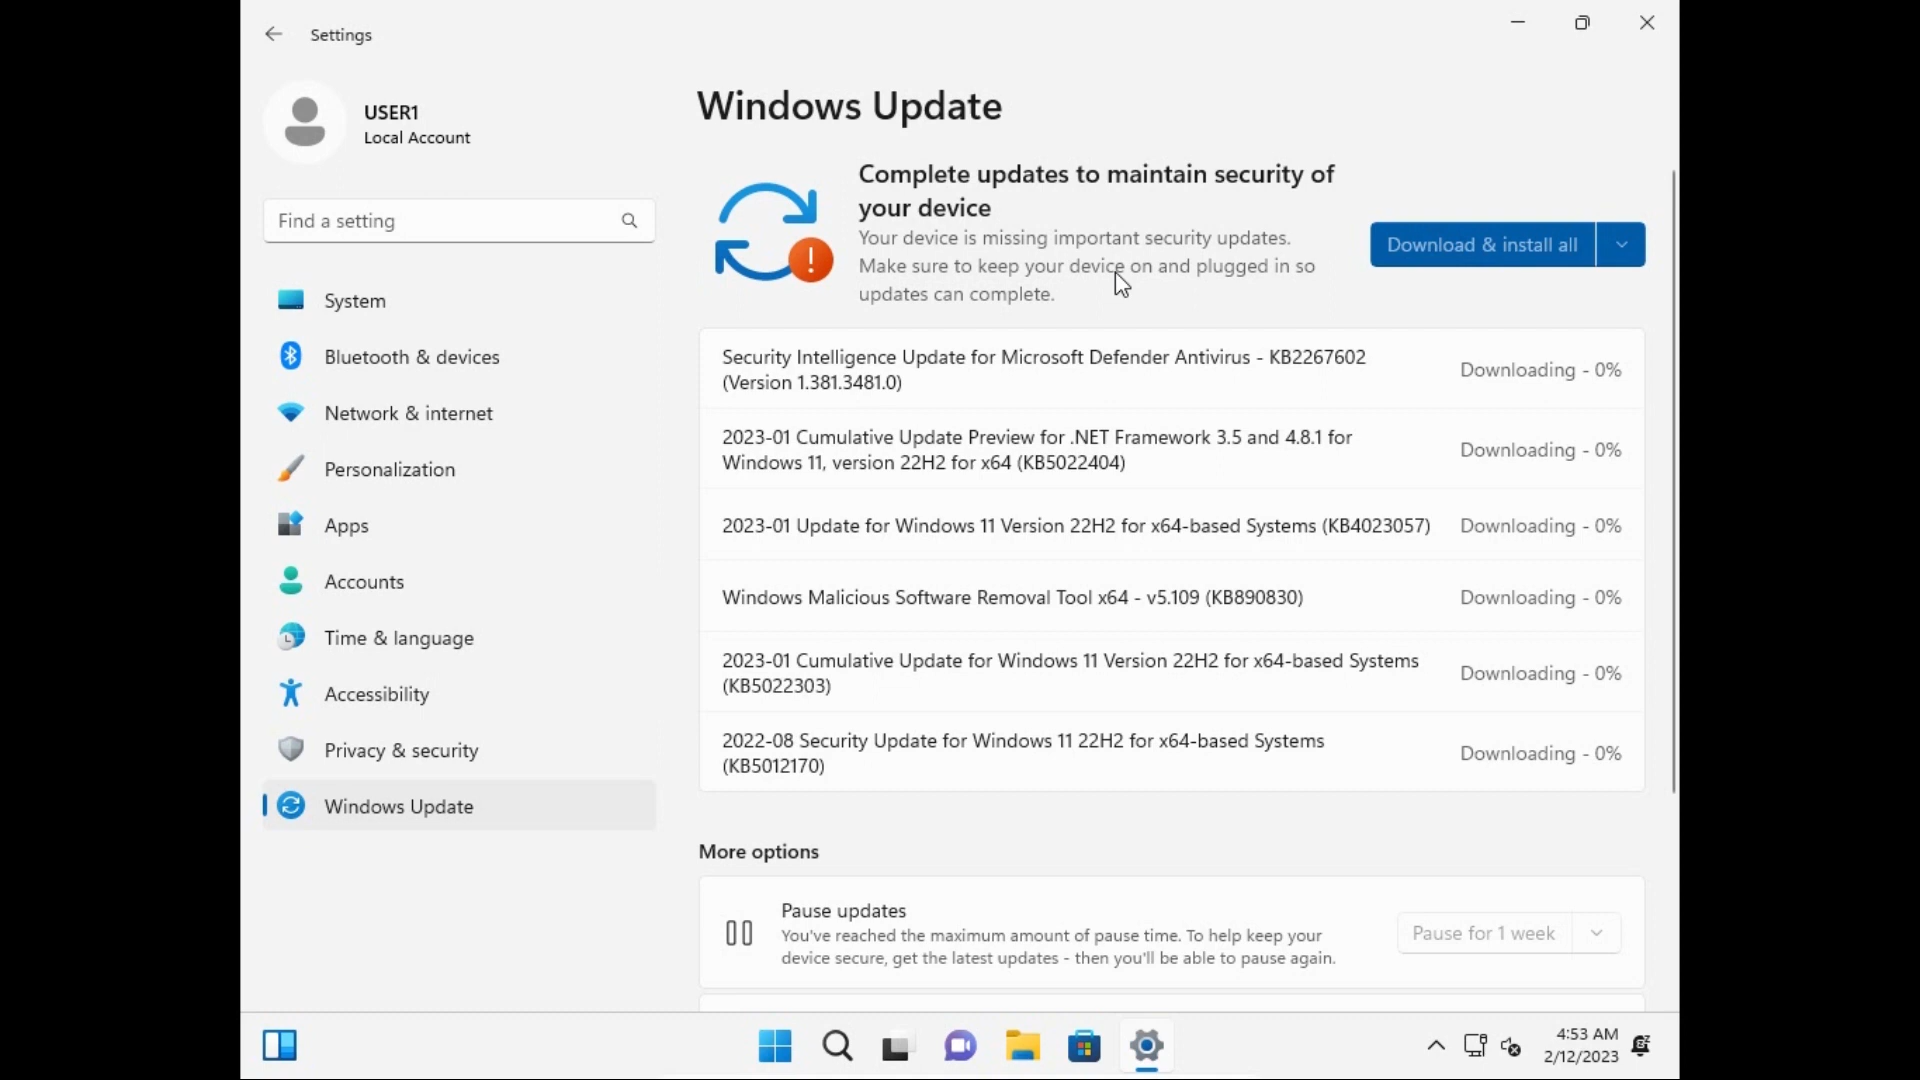 Settings
USER1
Local Account
Find a setting
System
Bluetooth & devices
Network & internet
Personalization
Apps
Accounts
Time & language
Accessibility
Privacy & security
Windows Update
Windows Update
Complete updates to maintain security of
your device
Your device is missing important security updates.
Make sure to keep your device on and plugged in so
updates can complete.
Download & install all
Security Intelligence Update for Microsoft Defender Antivirus - KB2267602
(Version 1.381.3481.0)
Downloading - 0%
2023-01 Cumulative Update Preview for .NET Framework 3.5 and 4.8.1 for
Windows 11, version 22H2 for x64 (KB5022404)
Downloading - 0%
2023-01 Update for Windows 11 Version 22H2 for x64-based Systems (KB4023057)
Downloading - 0%
Windows Malicious Software Removal Tool x64 - v5.109 (KB890830)
Downloading - 0%
2023-01 Cumulative Update for Windows 11 Version 22H2 for x64-based Systems
(KB5022303)
Downloading - 0%
2022-08 Security Update for Windows 11 22H2 for x64-based Systems
(KB5012170)
Downloading - 0%
More options
Pause updates
You've reached the maximum amount of pause time. To help keep your
device secure, get the latest updates - then you'll be able to pause again.
Pause for 1 week
4:53 AM
2/12/2023